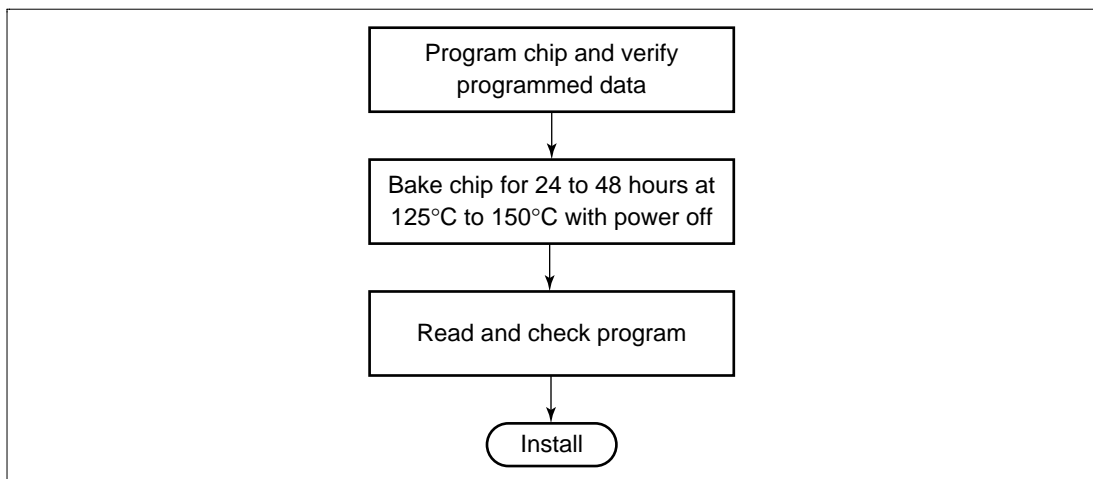 Program chip and verify
programmed data
Bake chip for 24 to 48 hours at
125°C to 150°C with power off
Read and check program
Install